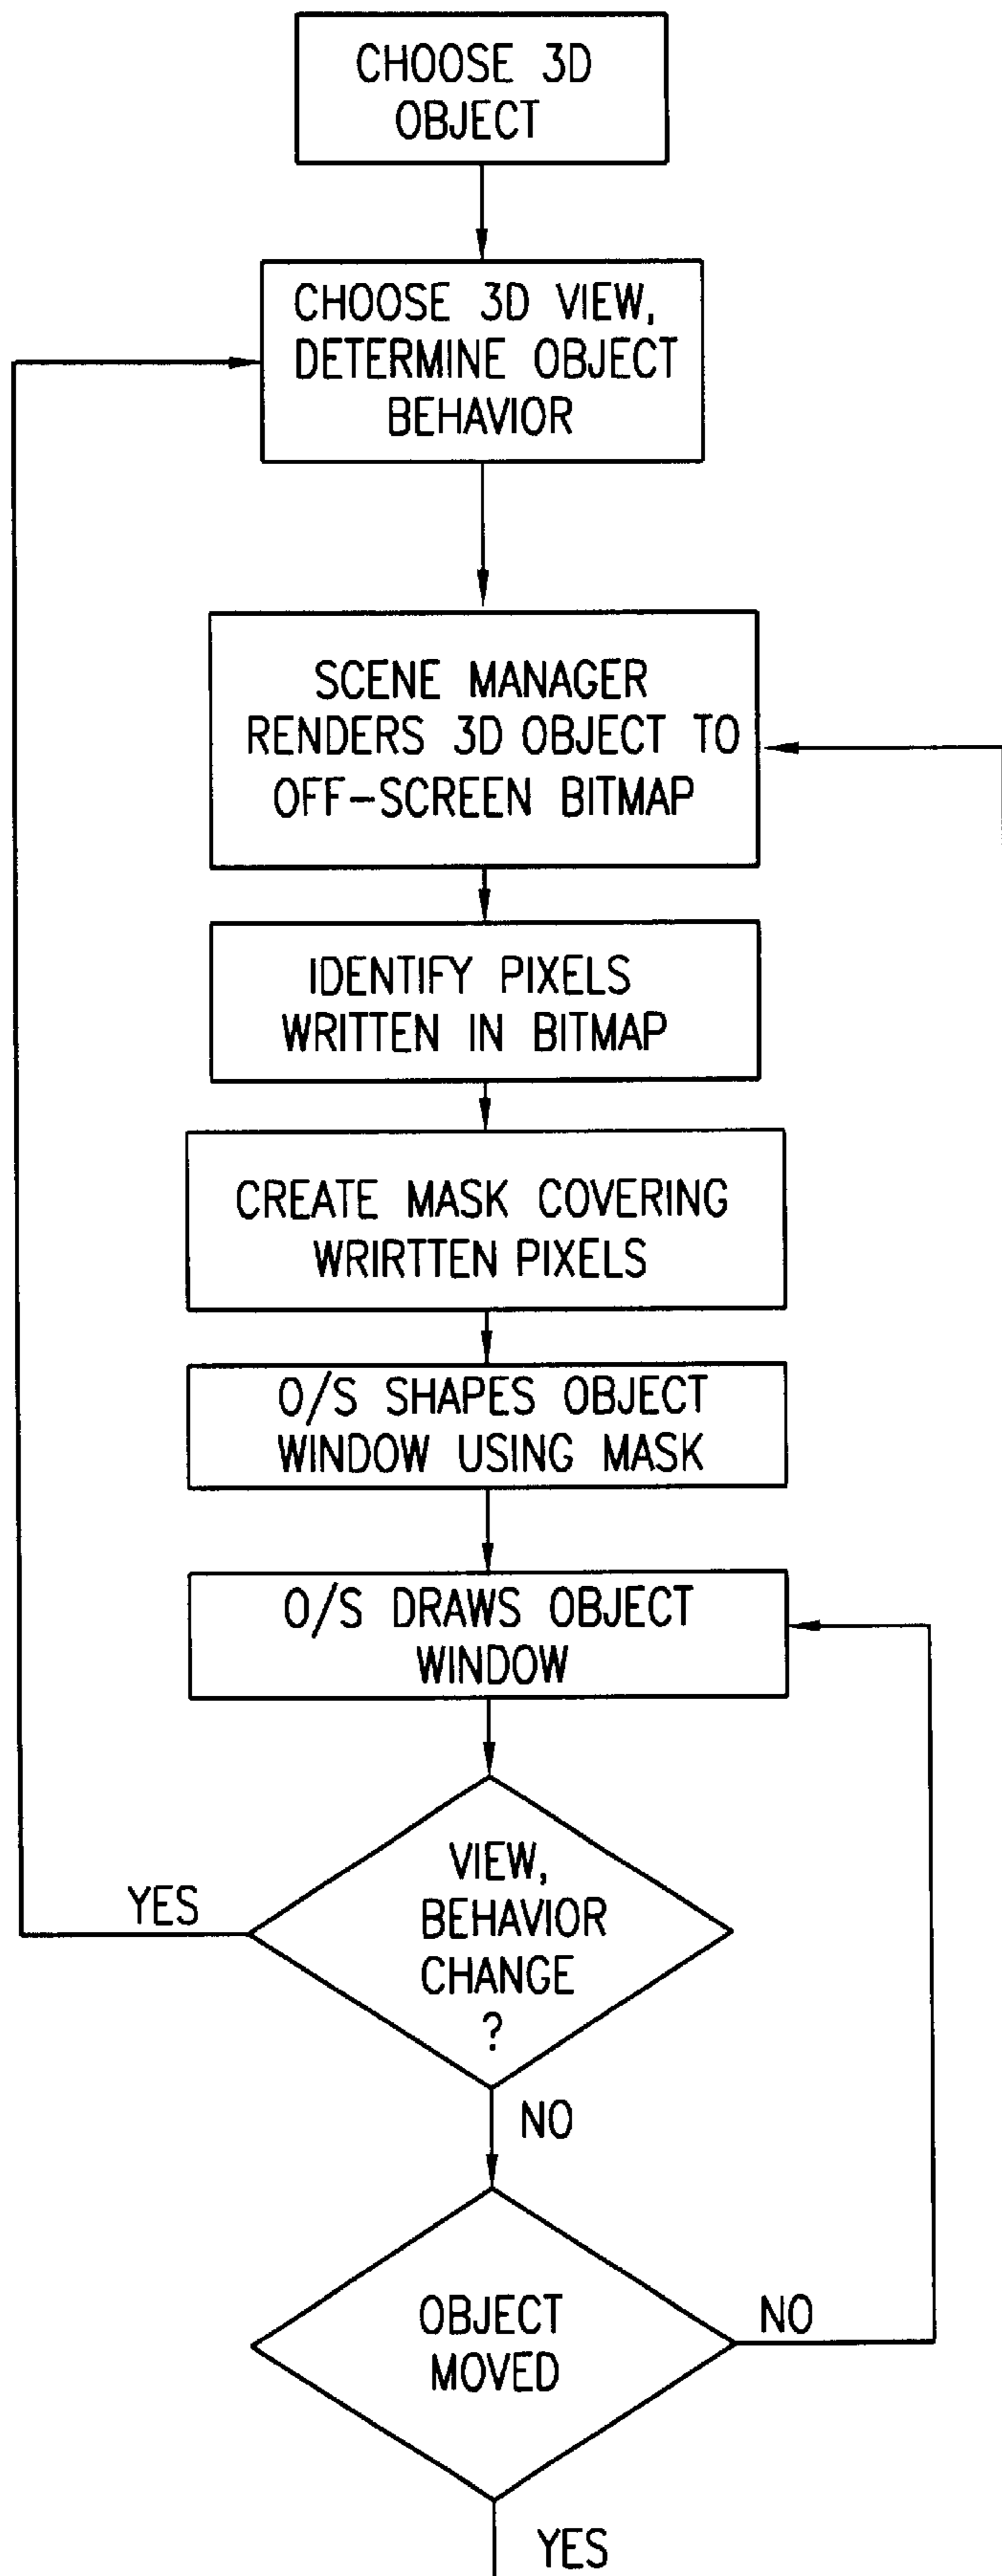 CHOOSE 3D
OBJECT
CHOOSE 3D VIEW,
DETERMINE OBJECT
BEHAVIOR
SCENE MANAGER
RENDERS 3D OBJECT TO
OFF-SCREEN BITMAP
IDENTIFY PIXELS
WRITTEN IN BITMAP
CREATE MASK COVERING
WRIRTTEN PIXELS
O/S SHAPES OBJECT
WINDOW USING MASK
O/S DRAWS OBJECT
WINDOW
VIEW,
BEHAVIOR
CHANGE
?
YES
NO
OBJECT
MOVED
NO
YES